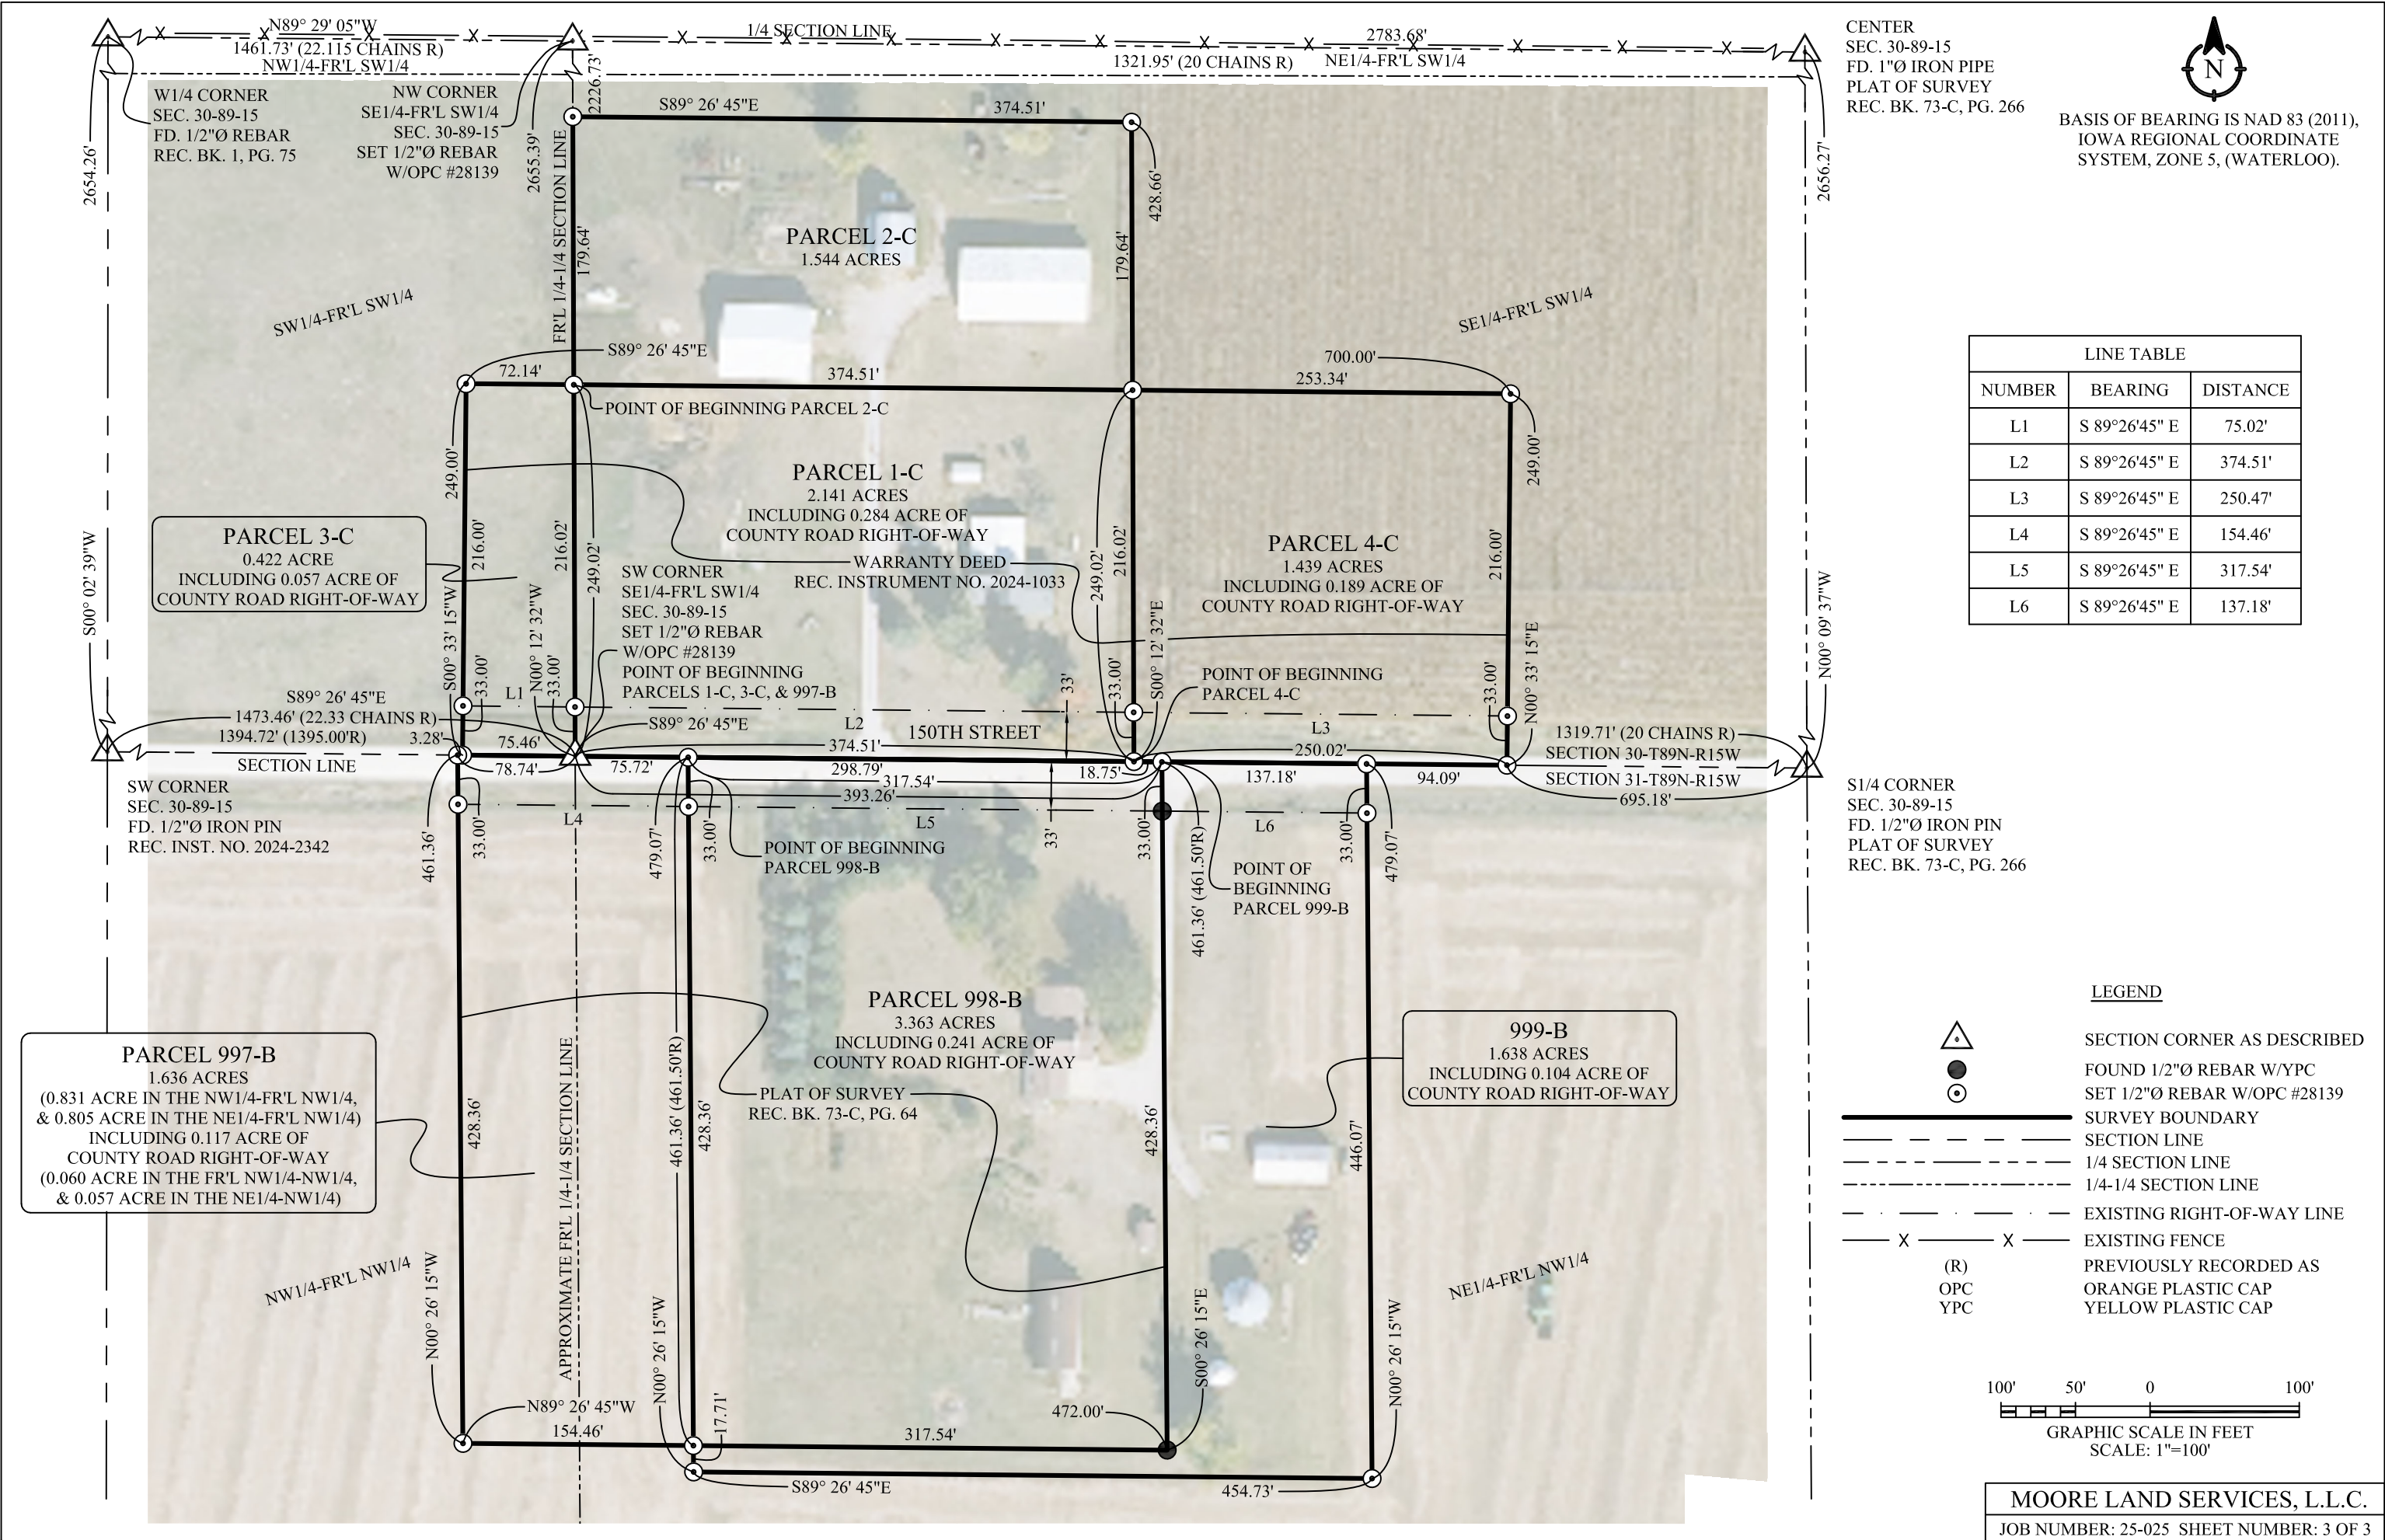 N89° 29' 05"W
1461.73' (22.115 CHAINS R)
NW1/4-FR'L SW1/4
1/4 SECTION LINE
2783.68'
1321.95' (20 CHAINS R)
NE1/4-FR'L SW1/4
CENTER
SEC. 30-89-15
FD. 1"Ø IRON PIPE
PLAT OF SURVEY
REC. BK. 73-C, PG. 266
N
BASIS OF BEARING IS NAD 83 (2011),
IOWA REGIONAL COORDINATE
SYSTEM, ZONE 5, (WATERLOO).
W1/4 CORNER
SEC. 30-89-15
FD. 1/2"Ø REBAR
REC. BK. 1, PG. 75
NW CORNER
SE1/4-FR'L SW1/4
SEC. 30-89-15
SET 1/2"Ø REBAR
W/OPC #28139
2654.26'
2655.39'
2226.73'
2656.27'
S89° 26' 45"E
374.51'
428.66'
FR'L 1/4-1/4 SECTION LINE
179.64'
179.64'
PARCEL 2-C
1.544 ACRES
SW1/4-FR'L SW1/4
SE1/4-FR'L SW1/4
S89° 26' 45"E
72.14'
374.51'
700.00'
253.34'
POINT OF BEGINNING PARCEL 2-C
LINE TABLE
NUMBER BEARING DISTANCE
L1 S 89°26'45" E 75.02'
L2 S 89°26'45" E 374.51'
L3 S 89°26'45" E 250.47'
L4 S 89°26'45" E 154.46'
L5 S 89°26'45" E 317.54'
L6 S 89°26'45" E 137.18'
249.00'
216.00'
216.02'
249.02'
249.02'
216.02'
249.00'
216.00'
PARCEL 1-C
2.141 ACRES
INCLUDING 0.284 ACRE OF
COUNTY ROAD RIGHT-OF-WAY
WARRANTY DEED
REC. INSTRUMENT NO. 2024-1033
PARCEL 3-C
0.422 ACRE
INCLUDING 0.057 ACRE OF
COUNTY ROAD RIGHT-OF-WAY
PARCEL 4-C
1.439 ACRES
INCLUDING 0.189 ACRE OF
COUNTY ROAD RIGHT-OF-WAY
SW CORNER
SE1/4-FR'L SW1/4
SEC. 30-89-15
SET 1/2"Ø REBAR
W/OPC #28139
POINT OF BEGINNING
PARCELS 1-C, 3-C, & 997-B
POINT OF BEGINNING
PARCEL 4-C
S00° 02' 39"W
S00° 33' 15"W
33.00'
N00° 12' 32"W
33.00'
33'
33.00'
S00° 12' 32"E
33.00'
N00° 33' 15"E
N00° 09' 37"W
L1
L2
L3
S89° 26' 45"E
1473.46' (22.33 CHAINS R)
1394.72' (1395.00'R)
3.28'
SECTION LINE
75.46'
78.74'
S89° 26' 45"E
150TH STREET
374.51'
75.72'
298.79'
317.54'
393.26'
18.75'
250.02'
137.18'
94.09'
1319.71' (20 CHAINS R)
SECTION 30-T89N-R15W
SECTION 31-T89N-R15W
695.18'
SW CORNER
SEC. 30-89-15
FD. 1/2"Ø IRON PIN
REC. INST. NO. 2024-2342
S1/4 CORNER
SEC. 30-89-15
FD. 1/2"Ø IRON PIN
PLAT OF SURVEY
REC. BK. 73-C, PG. 266
461.36'
33.00'
L4
479.07'
33.00'
L5
33'
33.00'
461.36' (461.50'R)
L6
33.00'
479.07'
POINT OF BEGINNING
PARCEL 998-B
POINT OF
BEGINNING
PARCEL 999-B
PARCEL 998-B
3.363 ACRES
INCLUDING 0.241 ACRE OF
COUNTY ROAD RIGHT-OF-WAY
PLAT OF SURVEY
REC. BK. 73-C, PG. 64
999-B
1.638 ACRES
INCLUDING 0.104 ACRE OF
COUNTY ROAD RIGHT-OF-WAY
PARCEL 997-B
1.636 ACRES
(0.831 ACRE IN THE NW1/4-FR'L NW1/4,
& 0.805 ACRE IN THE NE1/4-FR'L NW1/4)
INCLUDING 0.117 ACRE OF
COUNTY ROAD RIGHT-OF-WAY
(0.060 ACRE IN THE FR'L NW1/4-NW1/4,
& 0.057 ACRE IN THE NE1/4-NW1/4)
428.36'
APPROXIMATE FR'L 1/4-1/4 SECTION LINE
461.36' (461.50'R)
428.36'
428.36'
446.07'
NW1/4-FR'L NW1/4
NE1/4-FR'L NW1/4
N00° 26' 15"W
N00° 26' 15"W
S00° 26' 15"E
N00° 26' 15"W
N89° 26' 45"W
154.46'
17.71'
317.54'
472.00'
S89° 26' 45"E
454.73'
LEGEND
SECTION CORNER AS DESCRIBED
FOUND 1/2"Ø REBAR W/YPC
SET 1/2"Ø REBAR W/OPC #28139
SURVEY BOUNDARY
SECTION LINE
1/4 SECTION LINE
1/4-1/4 SECTION LINE
EXISTING RIGHT-OF-WAY LINE
X X EXISTING FENCE
(R) PREVIOUSLY RECORDED AS
OPC ORANGE PLASTIC CAP
YPC YELLOW PLASTIC CAP
100' 50' 0 100'
GRAPHIC SCALE IN FEET
SCALE: 1"=100'
MOORE LAND SERVICES, L.L.C.
JOB NUMBER: 25-025 SHEET NUMBER: 3 OF 3